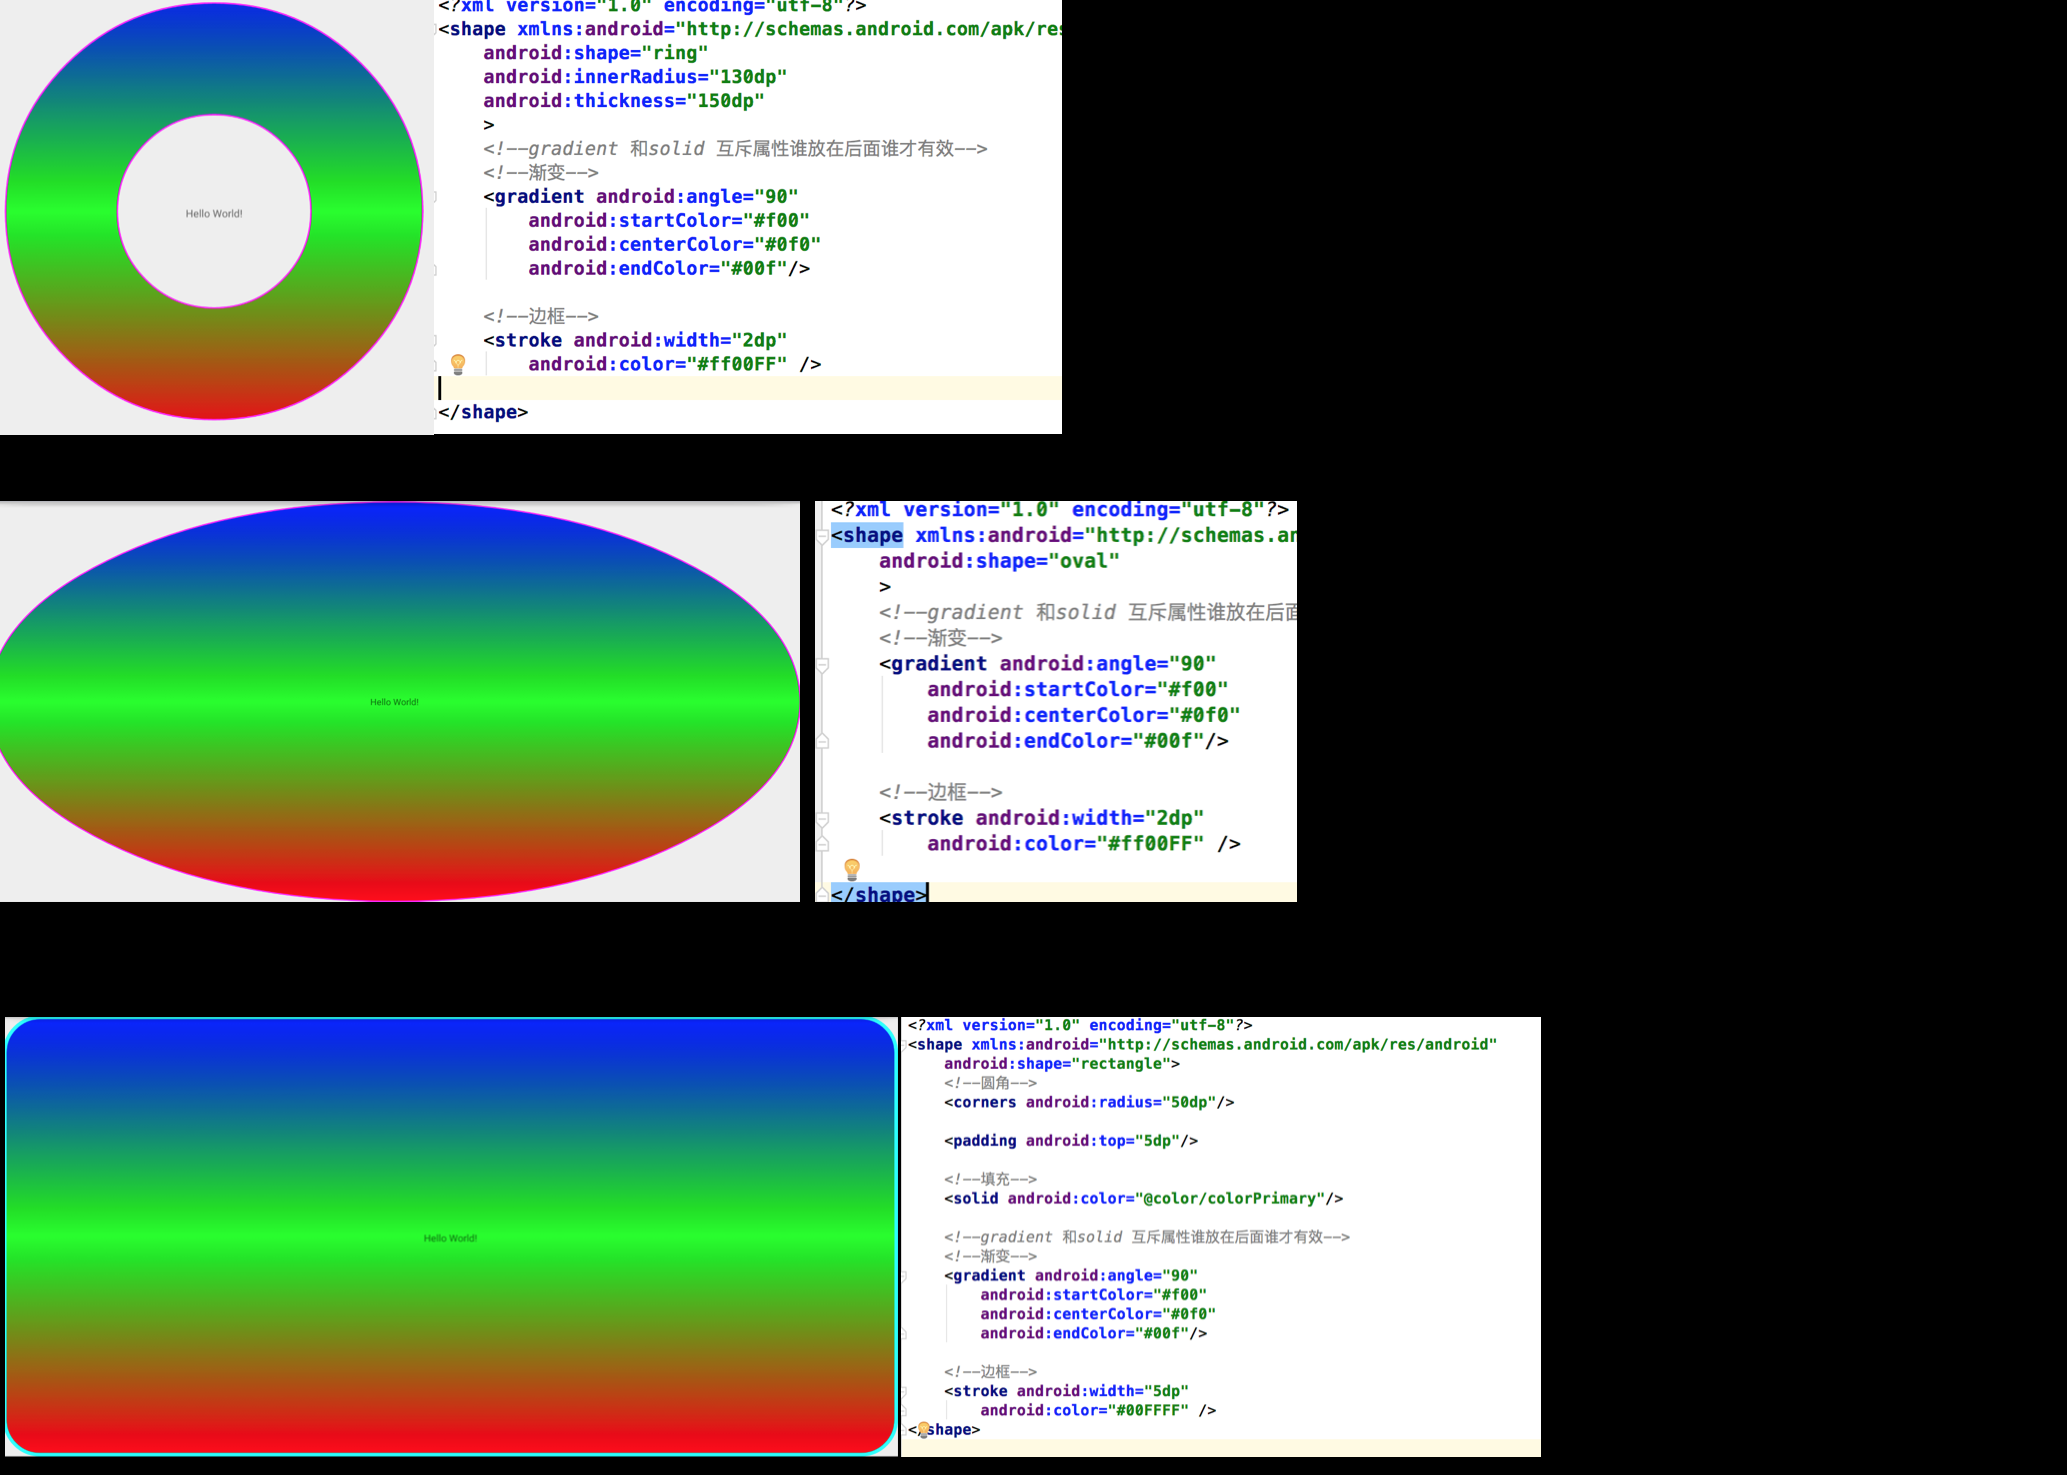 <?xml version="1.0" encoding="utf-8"?>
<shape xmlns:android="http://schemas.android.com/apk/res
android:shape="ring"
android:innerRadius="130dp"
android:thickness="150dp"
>
<!--gradient 和solid 互斥属性谁放在后面谁才有效-->
<!--渐变-->
<gradient android:angle="90"
android:startColor="#f00"
android:centerColor="#0f0"
android:endColor="#00f"/>
<!--边框-->
<stroke android:width="2dp"
android:color="#ff00FF" />
</shape>
Hello World!
<?xml version="1.0" encoding="utf-8"?>
<shape xmlns:android="http://schemas.an
android:shape="oval"
>
<!--gradient 和solid 互斥属性谁放在后面
<!--渐变-->
<gradient android:angle="90"
android:startColor="#f00"
android:centerColor="#0f0"
android:endColor="#00f"/>
<!--边框-->
<stroke android:width="2dp"
android:color="#ff00FF" />
</shape>
Hello World!
<?xml version="1.0" encoding="utf-8"?>
<shape xmlns:android="http://schemas.android.com/apk/res/android"
android:shape="rectangle">
<!--圆角-->
<corners android:radius="50dp"/>
<padding android:top="5dp"/>
<!--填充-->
<solid android:color="@color/colorPrimary"/>
<!--gradient 和solid 互斥属性谁放在后面谁才有效-->
<!--渐变-->
<gradient android:angle="90"
android:startColor="#f00"
android:centerColor="#0f0"
android:endColor="#00f"/>
<!--边框-->
<stroke android:width="5dp"
android:color="#00FFFF" />
</shape>
Hello World!